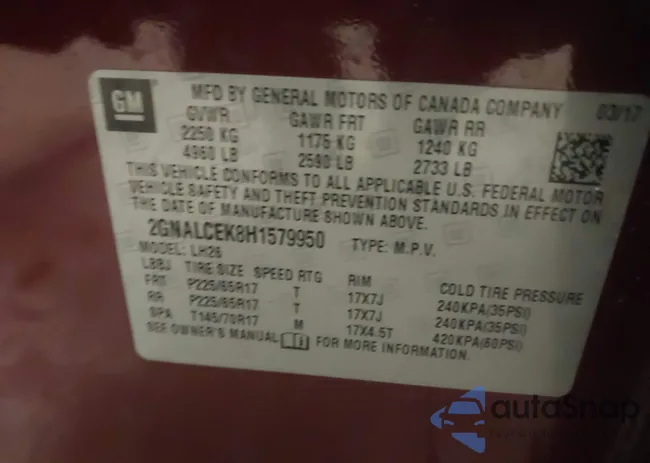 GM
MFD BY GENERAL MOTORS OF CANADA COMPANY 03/17
GVWR GAWR FRT GAWR RR
2250 KG 1175 KG 1240 KG
4960 LB 2590 LB 2733 LB
THIS VEHICLE CONFORMS TO ALL APPLICABLE U.S. FEDERAL MOTOR
VEHICLE SAFETY AND THEFT PREVENTION STANDARDS IN EFFECT ON
THE DATE OF MANUFACTURE SHOWN ABOVE.
2GNALCEK8H1579950 TYPE: M.P.V.
MODEL: LH26
LBBJ TIRE SIZE SPEED RTG RIM COLD TIRE PRESSURE
FRT P225/65R17 T 17X7J 240KPA(35PSI)
RR P225/65R17 T 17X7J 240KPA(35PSI)
SPA T145/70R17 M 17X4.5T 420KPA(60PSI)
SEE OWNER'S MANUAL FOR MORE INFORMATION.
autoSnap